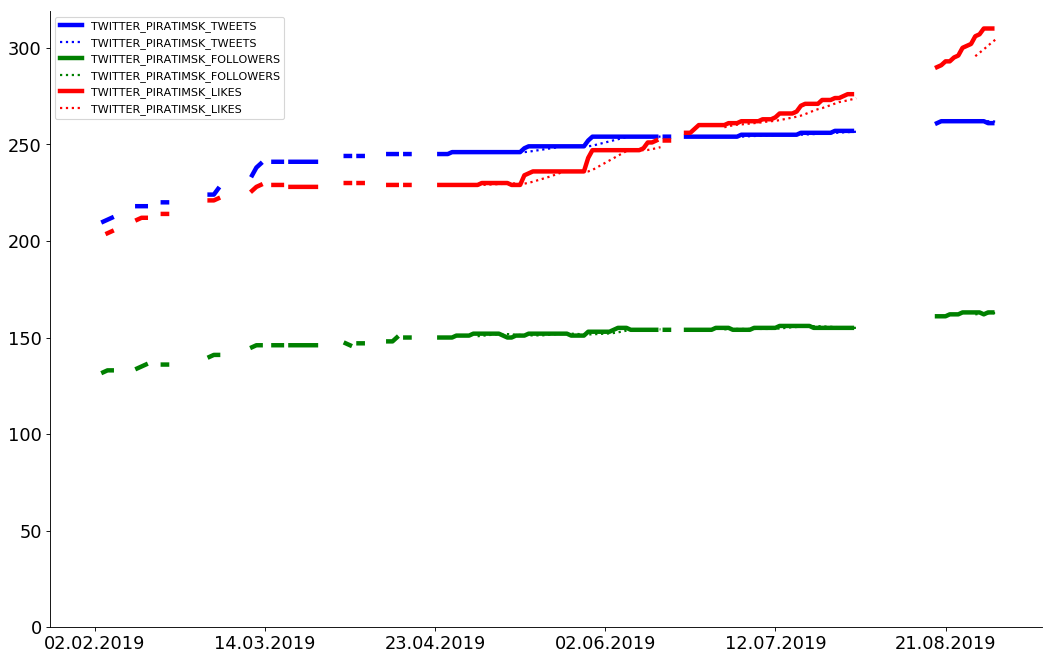 TWITTER_PIRATIMSK_TWEETS
TWITTER_PIRATIMSK_TWEETS
TWITTER_PIRATIMSK_FOLLOWERS
TWITTER_PIRATIMSK_FOLLOWERS
TWITTER_PIRATIMSK_LIKES
TWITTER_PIRATIMSK_LIKES
300
250
200
150
100
50
0
02.02.2019 14.03.2019 23.04.2019 02.06.2019 12.07.2019 21.08.2019